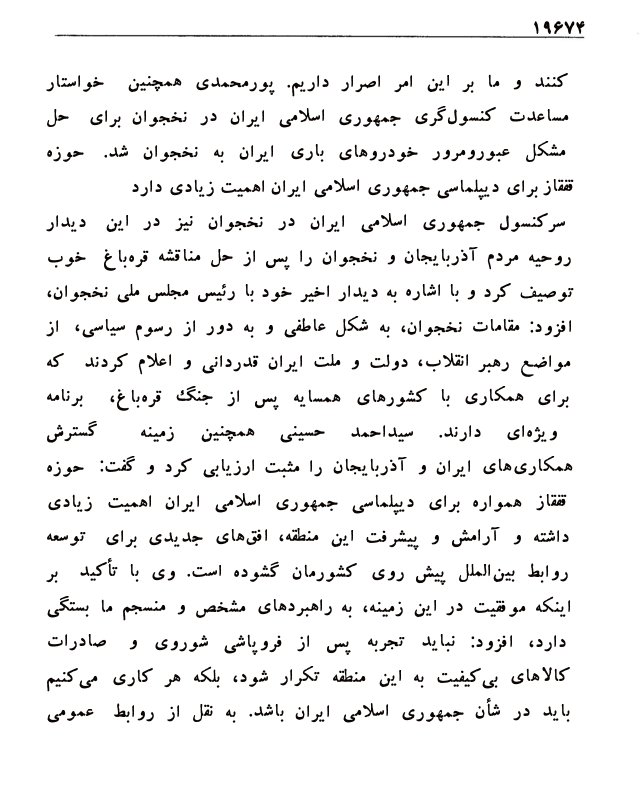 ۱۹۶۷۴
کنند و ما بر این امر اصرار داریم. پورمحمدی همچنین خواستار
مساعدت کنسول‌گری جمهوری اسلامی ایران در نخجوان برای حل
مشکل عبورومرور خودروهای باری ایران به نخجوان شد. حوزه
قفقاز برای دیپلماسی جمهوری اسلامی ایران اهمیت زیادی دارد
سرکنسول جمهوری اسلامی ایران در نخجوان نیز در این دیدار
روحیه مردم آذربایجان و نخجوان را پس از حل مناقشه قره‌باغ خوب
توصیف کرد و با اشاره به دیدار اخیر خود با رئیس مجلس ملی نخجوان،
افزود: مقامات نخجوان، به شکل عاطفی و به دور از رسوم سیاسی، از
مواضع رهبر انقلاب، دولت و ملت ایران قدردانی و اعلام کردند که
برای همکاری با کشورهای همسایه پس از جنگ قره‌باغ، برنامه
ویژه‌ای دارند. سیداحمد حسینی همچنین زمینه گسترش
همکاری‌های ایران و آذربایجان را مثبت ارزیابی کرد و گفت: حوزه
قفقاز همواره برای دیپلماسی جمهوری اسلامی ایران اهمیت زیادی
داشته و آرامش و پیشرفت این منطقه، افق‌های جدیدی برای توسعه
روابط بین‌الملل پیش روی کشورمان گشوده است. وی با تأکید بر
اینکه موفقیت در این زمینه، به راهبردهای مشخص و منسجم ما بستگی
دارد، افزود: نباید تجربه پس از فروپاشی شوروی و صادرات
کالاهای بی‌کیفیت به این منطقه تکرار شود، بلکه هر کاری می‌کنیم
باید در شأن جمهوری اسلامی ایران باشد. به نقل از روابط عمومی